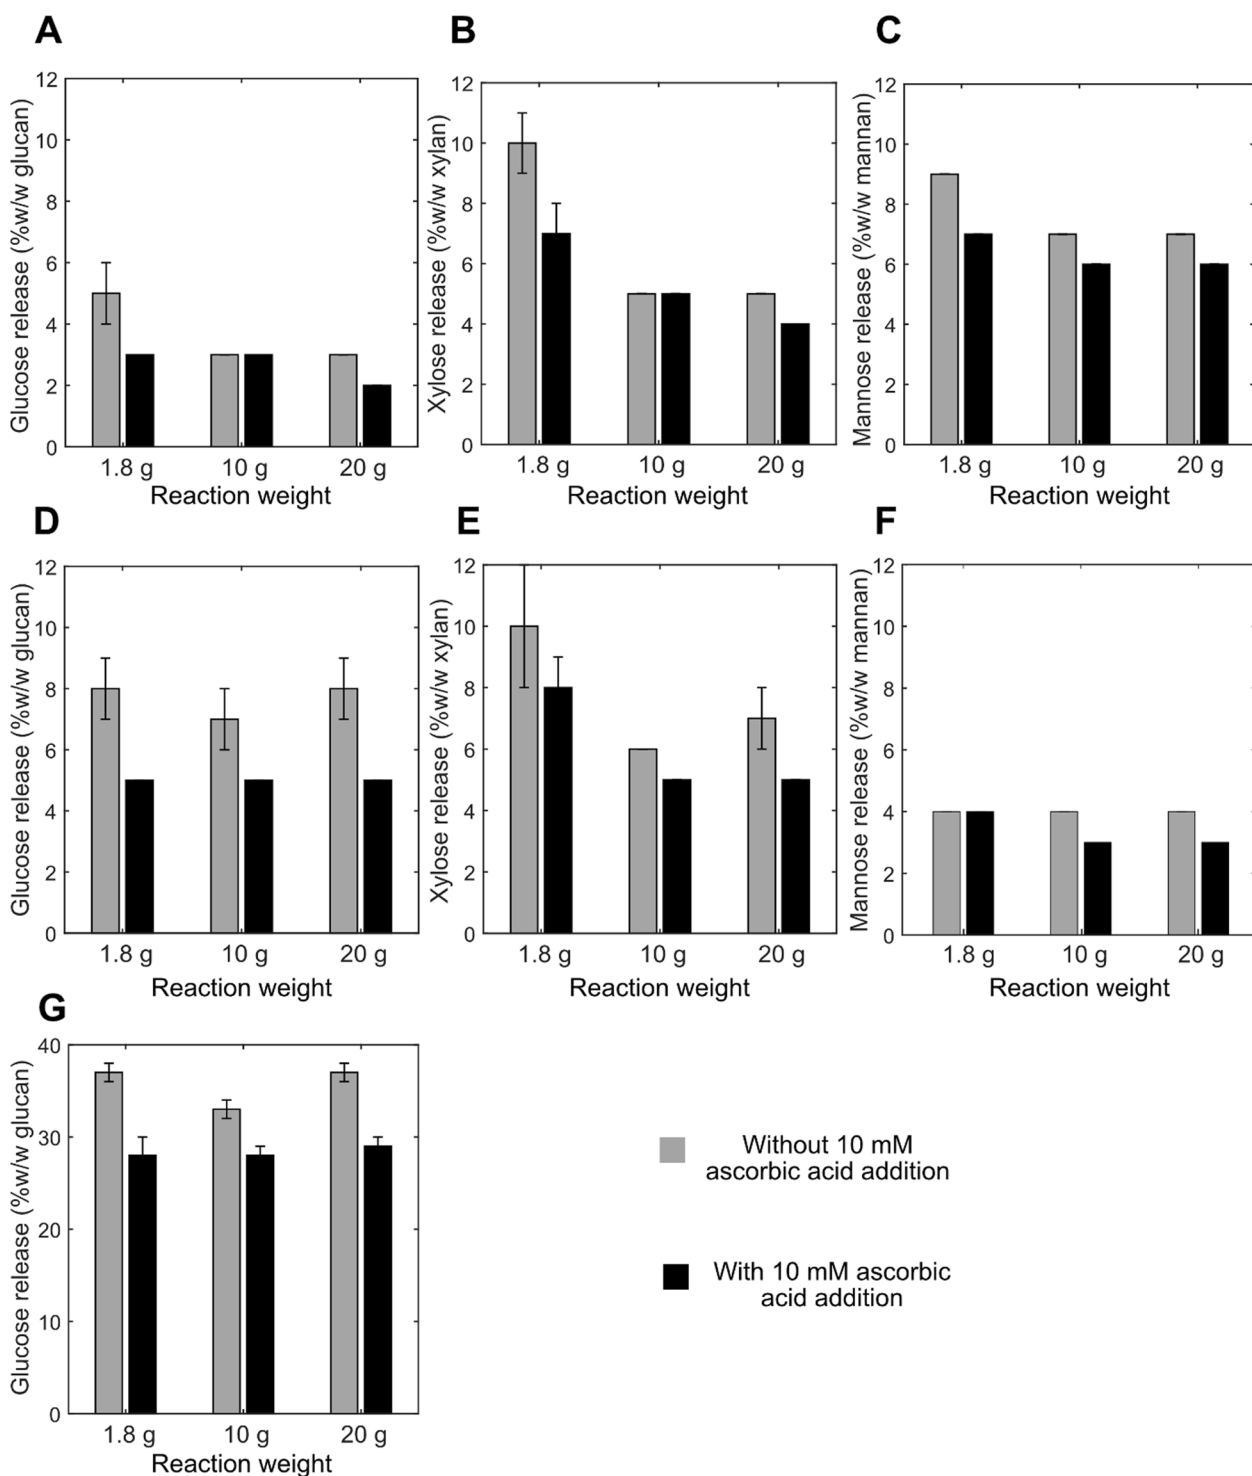 A
Glucose release (%w/w glucan)
12
10
8
6
4
2
0
1.8 g 10 g 20 g
Reaction weight
B
Xylose release (%w/w xylan)
12
10
8
6
4
2
0
1.8 g 10 g 20 g
Reaction weight
C
Mannose release (%w/w mannan)
12
10
8
6
4
2
0
1.8 g 10 g 20 g
Reaction weight
D
Glucose release (%w/w glucan)
12
10
8
6
4
2
0
1.8 g 10 g 20 g
Reaction weight
E
Xylose release (%w/w xylan)
12
10
8
6
4
2
0
1.8 g 10 g 20 g
Reaction weight
F
Mannose release (%w/w mannan)
12
10
8
6
4
2
0
1.8 g 10 g 20 g
Reaction weight
G
Glucose release (%w/w glucan)
40
30
20
10
0
1.8 g 10 g 20 g
Reaction weight
Without 10 mM
ascorbic acid addition
With 10 mM ascorbic
acid addition